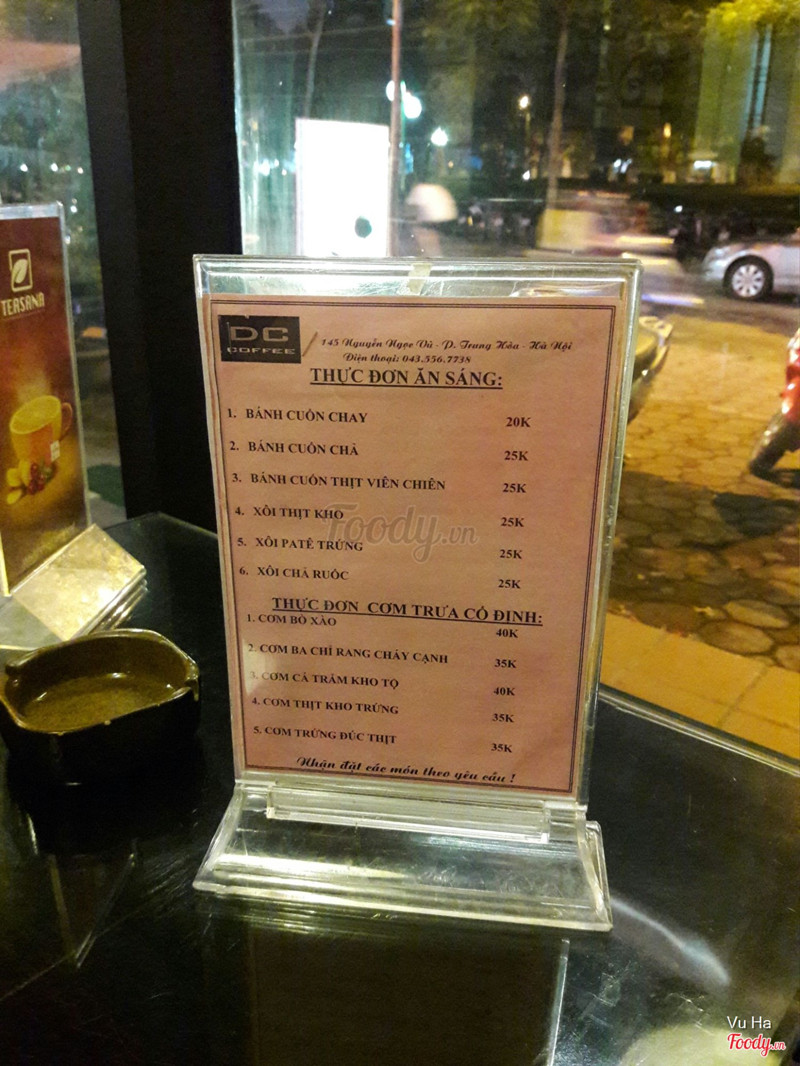 TEASANA
DC
COFFEE
145 Nguyễn Ngọc Vũ - P. Trung Hòa - Hà Nội
Điện thoại: 043.556.7738
THỰC ĐƠN ĂN SÁNG:
1. BÁNH CUỐN CHAY 20K
2. BÁNH CUỐN CHẢ 25K
3. BÁNH CUỐN THỊT VIÊN CHIÊN 25K
4. XÔI THỊT KHO 25K
5. XÔI PATÊ TRỨNG 25K
6. XÔI CHẢ RUỐC 25K
THỰC ĐƠN CƠM TRƯA CỐ ĐỊNH:
1. CƠM BÒ XÀO 40K
2. CƠM BA CHỈ RANG CHÁY CẠNH 35K
3. CƠM CÁ TRẮM KHO TỘ 40K
4. CƠM THỊT KHO TRỨNG 35K
5. CƠM TRỨNG ĐÚC THỊT 35K
Nhận đặt các món theo yêu cầu !
Foody.vn
Vu Ha
Foody.vn